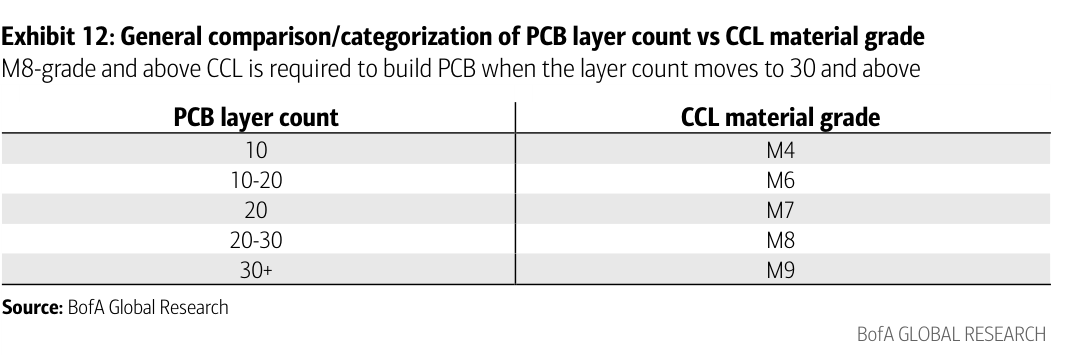 Exhibit 12: General comparison/categorization of PCB layer count vs CCL material grade
M8-grade and above CCL is required to build PCB when the layer count moves to 30 and above
PCB layer count CCL material grade
10 M4
10-20 M6
20 M7
20-30 M8
30+ M9
Source: BofA Global Research
BofA GLOBAL RESEARCH